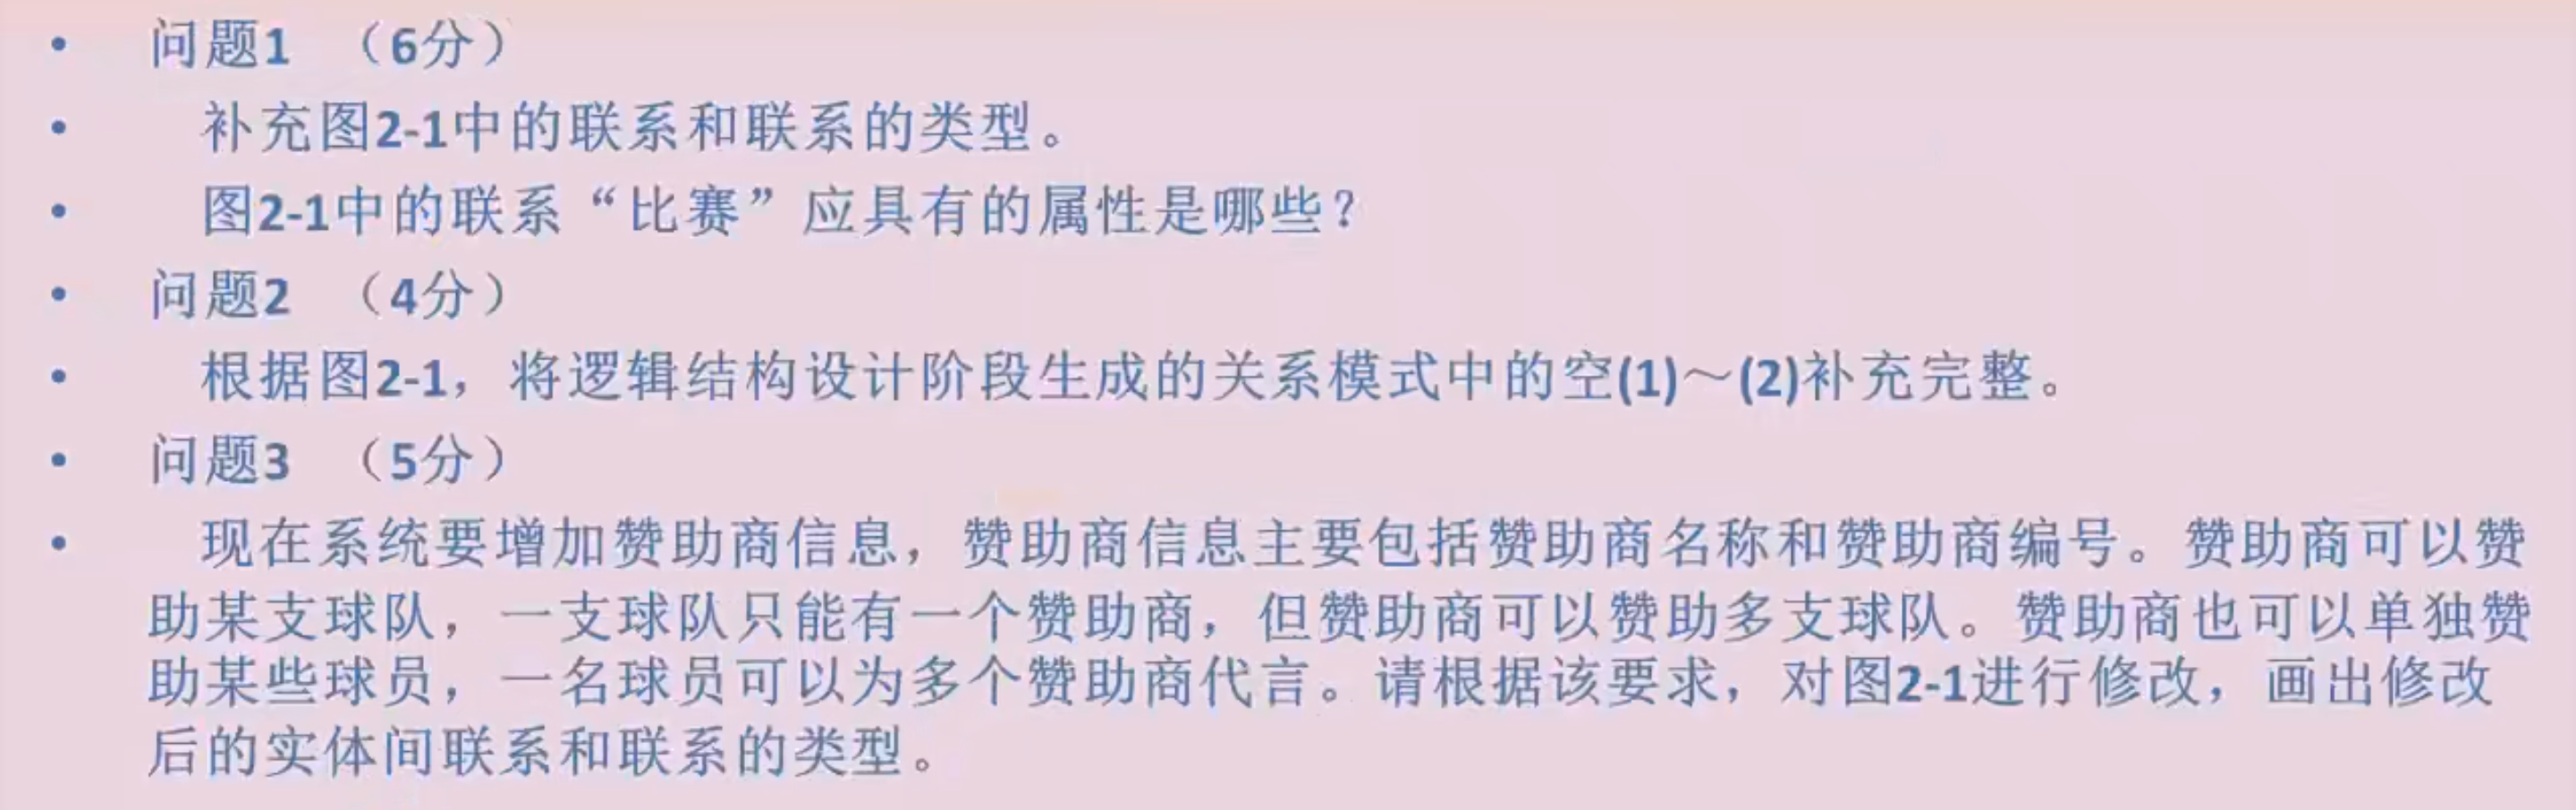 • 问题1 （6分）
• 补充图2-1中的联系和联系的类型。
• 图2-1中的联系“比赛”应具有的属性是哪些？
• 问题2 （4分）
• 根据图2-1，将逻辑结构设计阶段生成的关系模式中的空(1)～(2)补充完整。
• 问题3 （5分）
• 现在系统要增加赞助商信息，赞助商信息主要包括赞助商名称和赞助商编号。赞助商可以赞
助某支球队，一支球队只能有一个赞助商，但赞助商可以赞助多支球队。赞助商也可以单独赞
助某些球员，一名球员可以为多个赞助商代言。请根据该要求，对图2-1进行修改，画出修改
后的实体间联系和联系的类型。